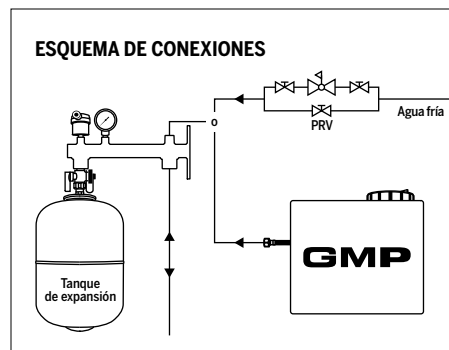 ESQUEMA DE CONEXIONES
o
PRV
Agua fría
GMP
Tanque
de expansión